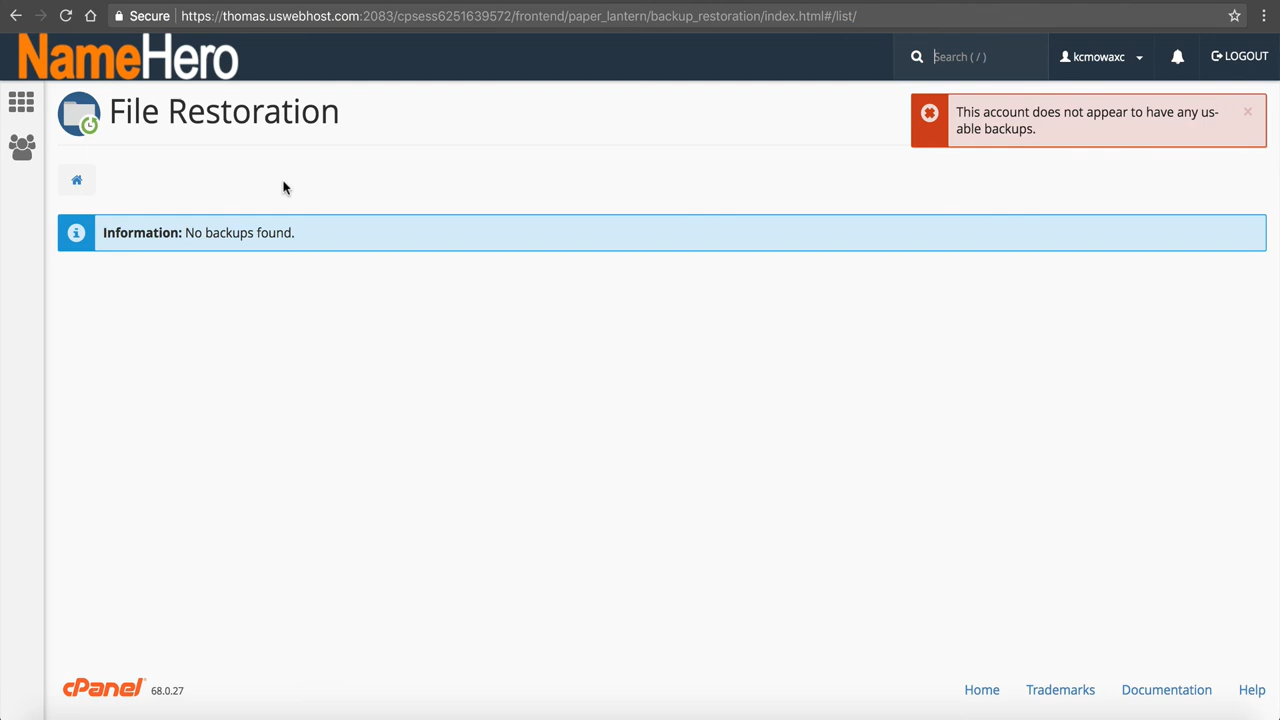 Secure
https://thomas.uswebhost.com:2083/cpsess6251639572/frontend/paper_lantern/backup_restoration/index.html#/list/
NameHero
Search ( / )
kcmowaxc
LOGOUT
File Restoration
This account does not appear to have any us-
able backups.
×
Information: No backups found.
cPanel 68.0.27
Home
Trademarks
Documentation
Help